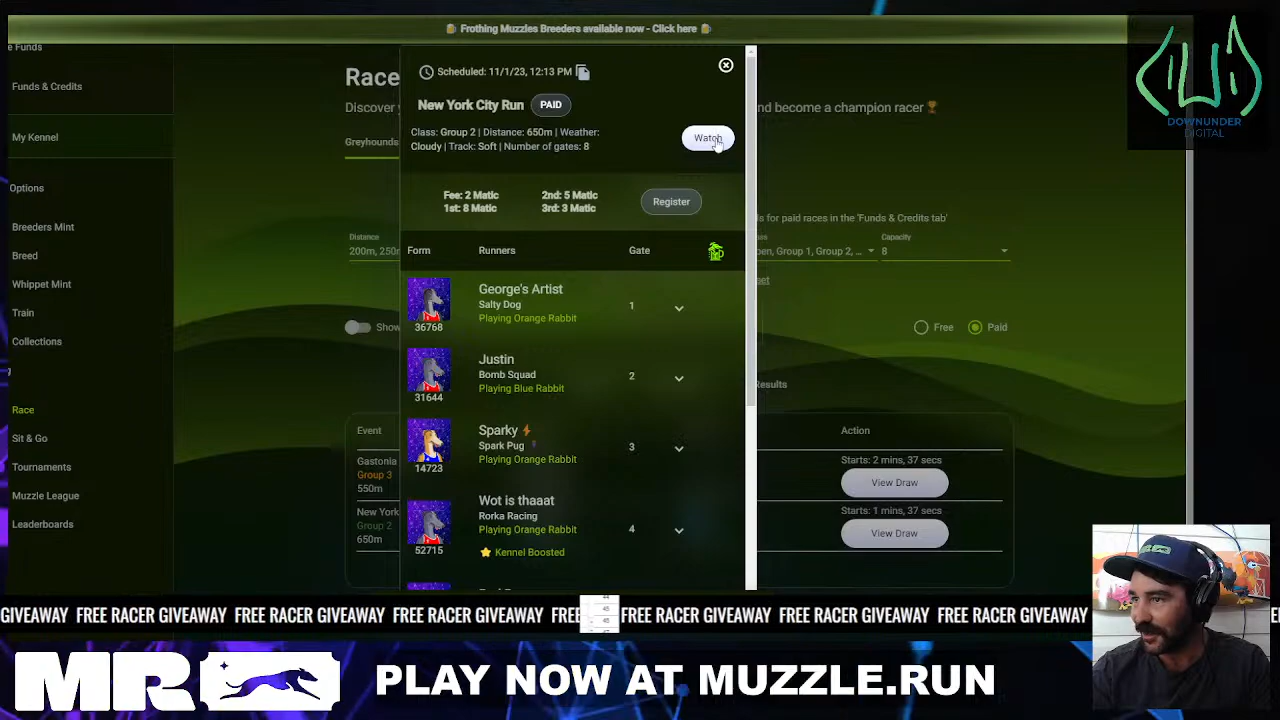 🍺 Frothing Muzzles Breeders available now - Click here 🍺
e Funds
Funds & Credits
My Kennel
Options
Breeders Mint
Breed
Whippet Mint
Train
Collections
Race
Sit & Go
Tournaments
Muzzle League
Leaderboards
Race
Discover y
nd become a champion racer 🏆
Greyhounds
ds for paid races in the 'Funds & Credits tab'
Distance
200m, 250m
pen, Group 1, Group 2, ...
Capacity
8
Show
Free
Paid
Results
Event
Action
Gastonia
Group 3
550m
Starts: 2 mins, 37 secs
View Draw
New York
Group 2
650m
Starts: 1 mins, 37 secs
View Draw
Scheduled: 11/1/23, 12:13 PM
New York City Run PAID
Class: Group 2 | Distance: 650m | Weather:
Cloudy | Track: Soft | Number of gates: 8
Watch
Fee: 2 Matic
1st: 8 Matic
2nd: 5 Matic
3rd: 3 Matic
Register
Form Runners Gate
George's Artist
Salty Dog
Playing Orange Rabbit
36768
1
Justin
Bomb Squad
Playing Blue Rabbit
31644
2
Sparky ⚡
Spark Pug
Playing Orange Rabbit
14723
3
Wot is thaaat
Rorka Racing
Playing Orange Rabbit
52715
4
⭐ Kennel Boosted
DOWNUNDER
DIGITAL
GIVEAWAY FREE RACER GIVEAWAY FREE RACER GIVEAWAY FREE RACER GIVEAWAY FREE FREE RACER GIVEAWAY FREE RACER GIVEAWAY FREE RACER GIVEAWAY
MR PLAY NOW AT MUZZLE.RUN